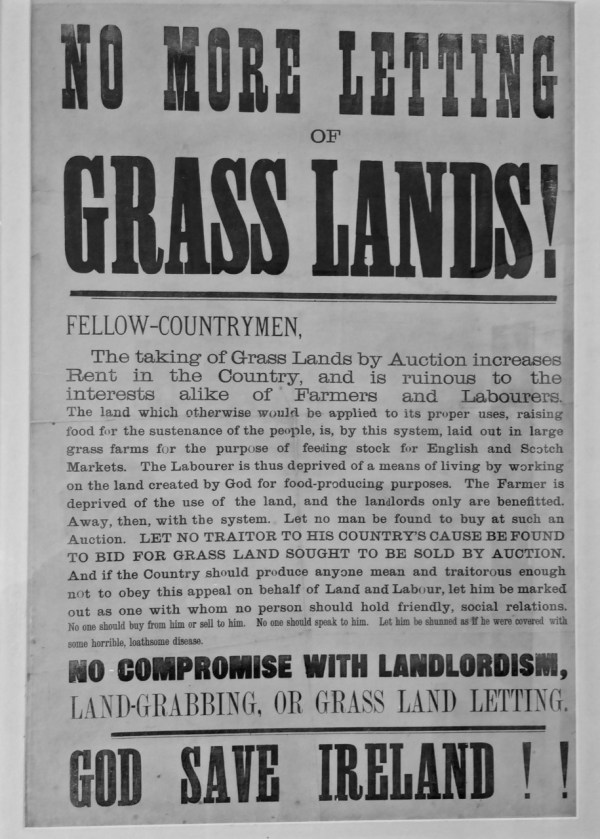 NO MORE LETTING
OF
GRASS LANDS!
FELLOW-COUNTRYMEN,
The taking of Grass Lands by Auction increases
Rent in the Country, and is ruinous to the
interests alike of Farmers and Labourers.
The land which otherwise would be applied to its proper uses, raising
food for the sustenance of the people, is, by this system, laid out in large
grass farms for the purpose of feeding stock for English and Scotch
Markets. The Labourer is thus deprived of a means of living by working
on the land created by God for food-producing purposes. The Farmer is
deprived of the use of the land, and the landlords only are benefitted.
Away, then, with the system. Let no man be found to buy at such an
Auction. LET NO TRAITOR TO HIS COUNTRY'S CAUSE BE FOUND
TO BID FOR GRASS LAND SOUGHT TO BE SOLD BY AUCTION.
And if the Country should produce anyone mean and traitorous enough
not to obey this appeal on behalf of Land and Labour, let him be marked
out as one with whom no person should hold friendly, social relations.
No one should buy from him or sell to him. No one should speak to him. Let him be shunned as if he were covered with
some horrible, loathsome disease.
NO COMPROMISE WITH LANDLORDISM,
LAND-GRABBING, OR GRASS LAND LETTING.
GOD SAVE IRELAND ! !